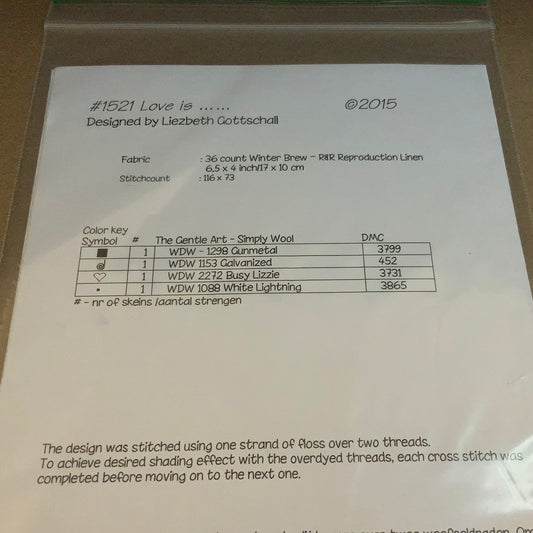 #1521 Love is ...... ©2015
Designed by Liezbeth Gottschall
Fabric : 36 count Winter Brew - R&R Reproduction Linen
6,5 x 4 inch/17 x 10 cm
Stitchcount : 116 x 73
Color key
Symbol # The Gentle Art - Simply Wool DMC
■ 1 WDW - 1298 Gunmetal 3799
◎ 1 WDW 1153 Galvanized 452
♡ 1 WDW 2272 Busy Lizzie 3731
• 1 WDW 1088 White Lightning 3865
# - nr of skeins /aantal strengen
The design was stitched using one strand of floss over two threads.
To achieve desired shading effect with the overdyed threads, each cross stitch was
completed before moving on to the next one.